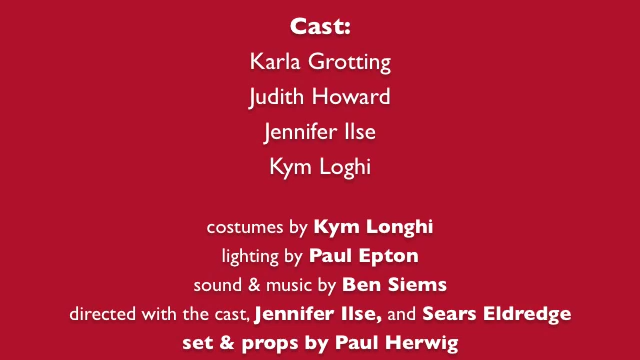 Cast:
Karla Grotting
Judith Howard
Jennifer Ilse
Kym Loghi
costumes by Kym Longhi
lighting by Paul Epton
sound & music by Ben Siems
directed with the cast, Jennifer Ilse, and Sears Eldredge
set & props by Paul Herwig